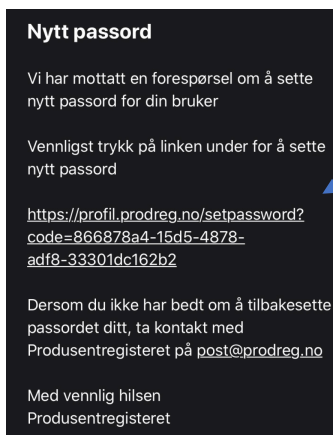 Nytt passord
Vi har mottatt en forespørsel om å sette
nytt passord for din bruker
Vennligst trykk på linken under for å sette
nytt passord
https://profil.prodreg.no/setpassword?
code=866878a4-15d5-4878-
adf8-33301dc162b2
Dersom du ikke har bedt om å tilbakesette
passordet ditt, ta kontakt med
Produsentregisteret på post@prodreg.no
Med vennlig hilsen
Produsentregisteret